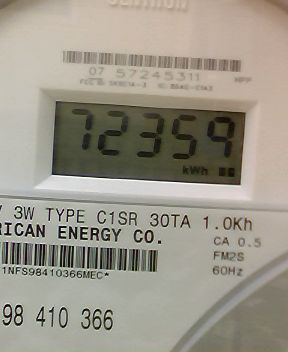 CENTRON
07 57245311
72359
kWh
V 3W TYPE C1SR 30TA 1.0Kh
RICAN ENERGY CO.
CA 0.5
FM2S
60Hz
1NFS98410366MEC*
98 410 366